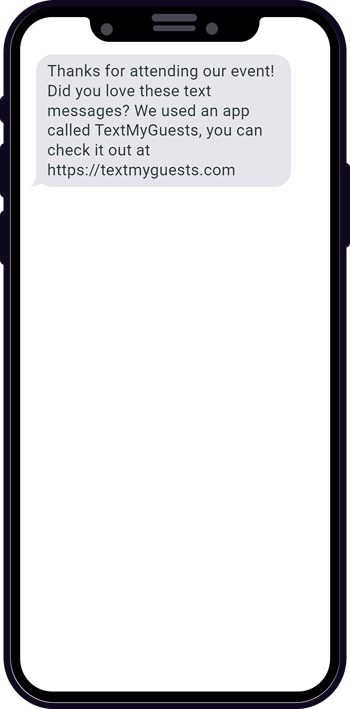 Thanks for attending our event!
Did you love these text
messages? We used an app
called TextMyGuests, you can
check it out at
https://textmyguests.com